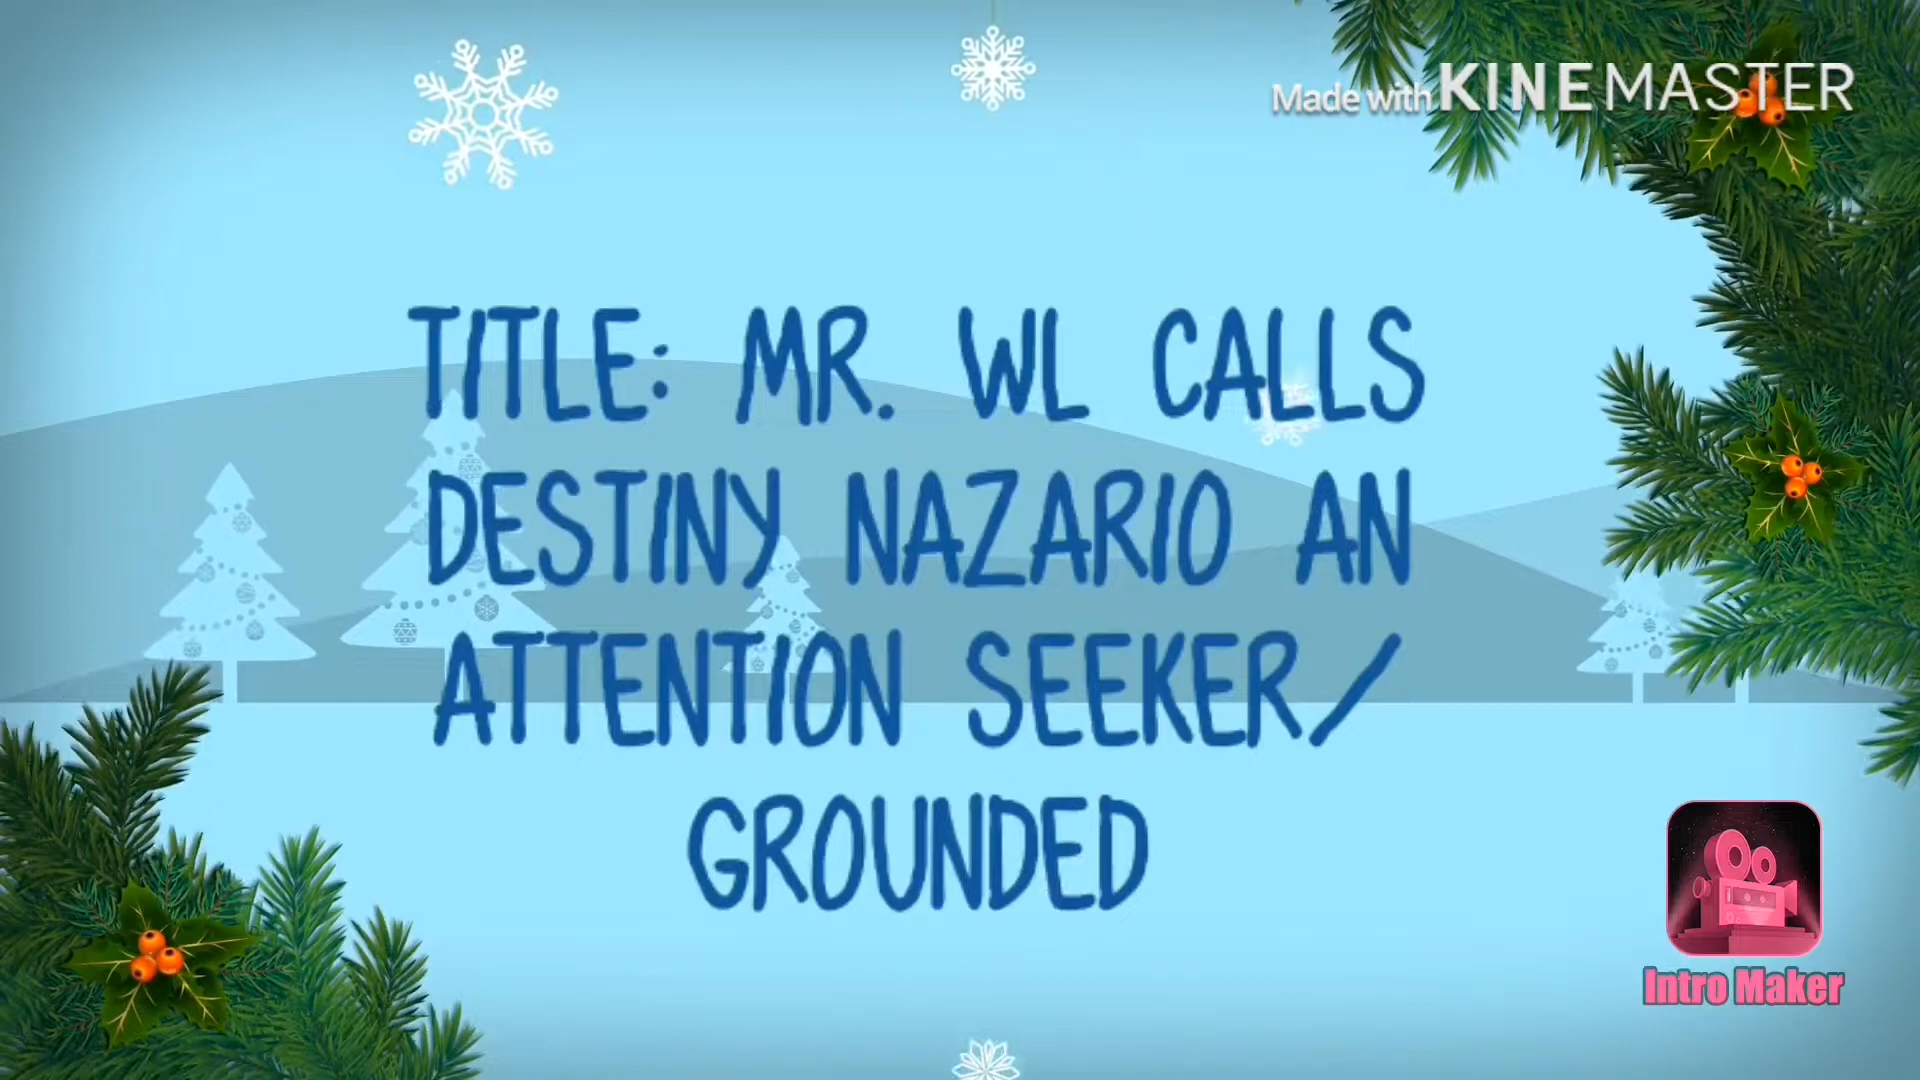 Made with KINEMASTER
TITLE: MR. WL CALLS
DESTINY NAZARIO AN
ATTENTION SEEKER/
GROUNDED
Intro Maker